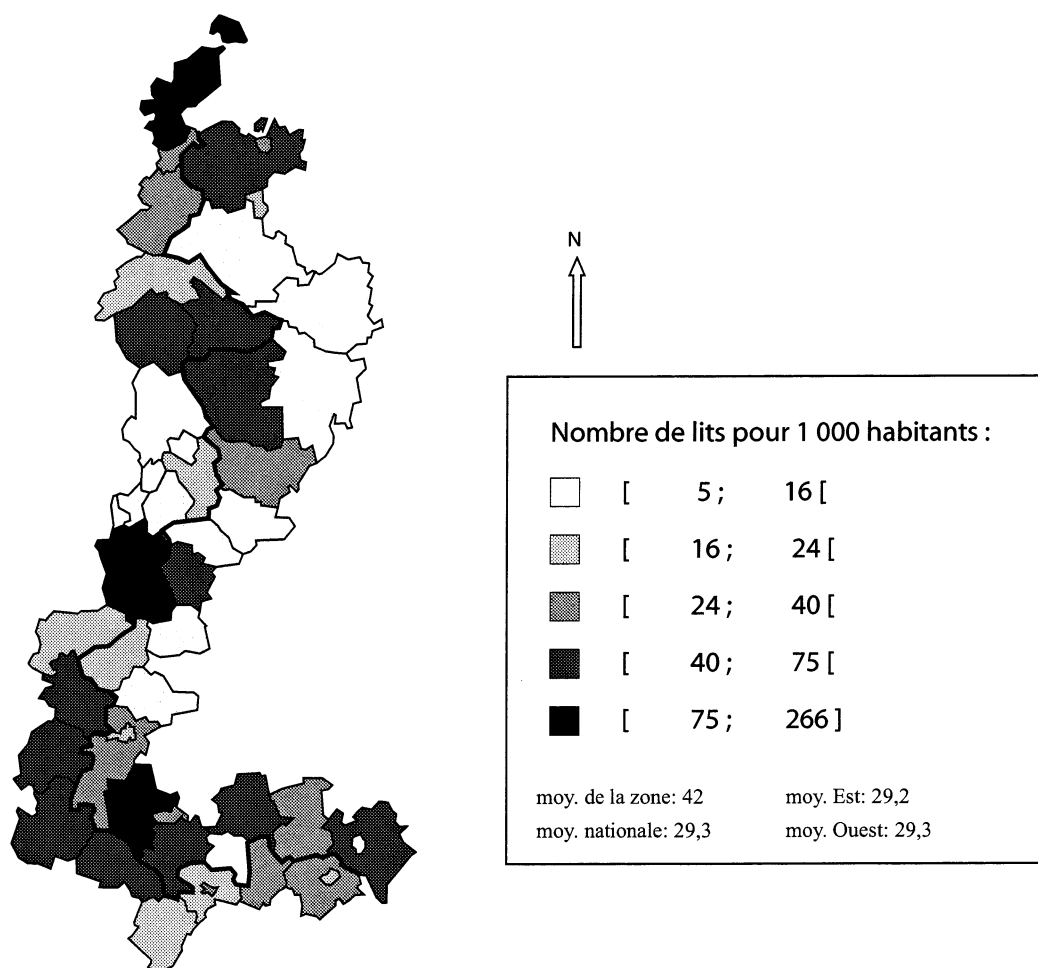 N
Nombre de lits pour 1 000 habitants :
[ 5 ; 16 [
[ 16 ; 24 [
[ 24 ; 40 [
[ 40 ; 75 [
[ 75 ; 266 ]
moy. de la zone: 42 moy. Est: 29,2
moy. nationale: 29,3 moy. Ouest: 29,3